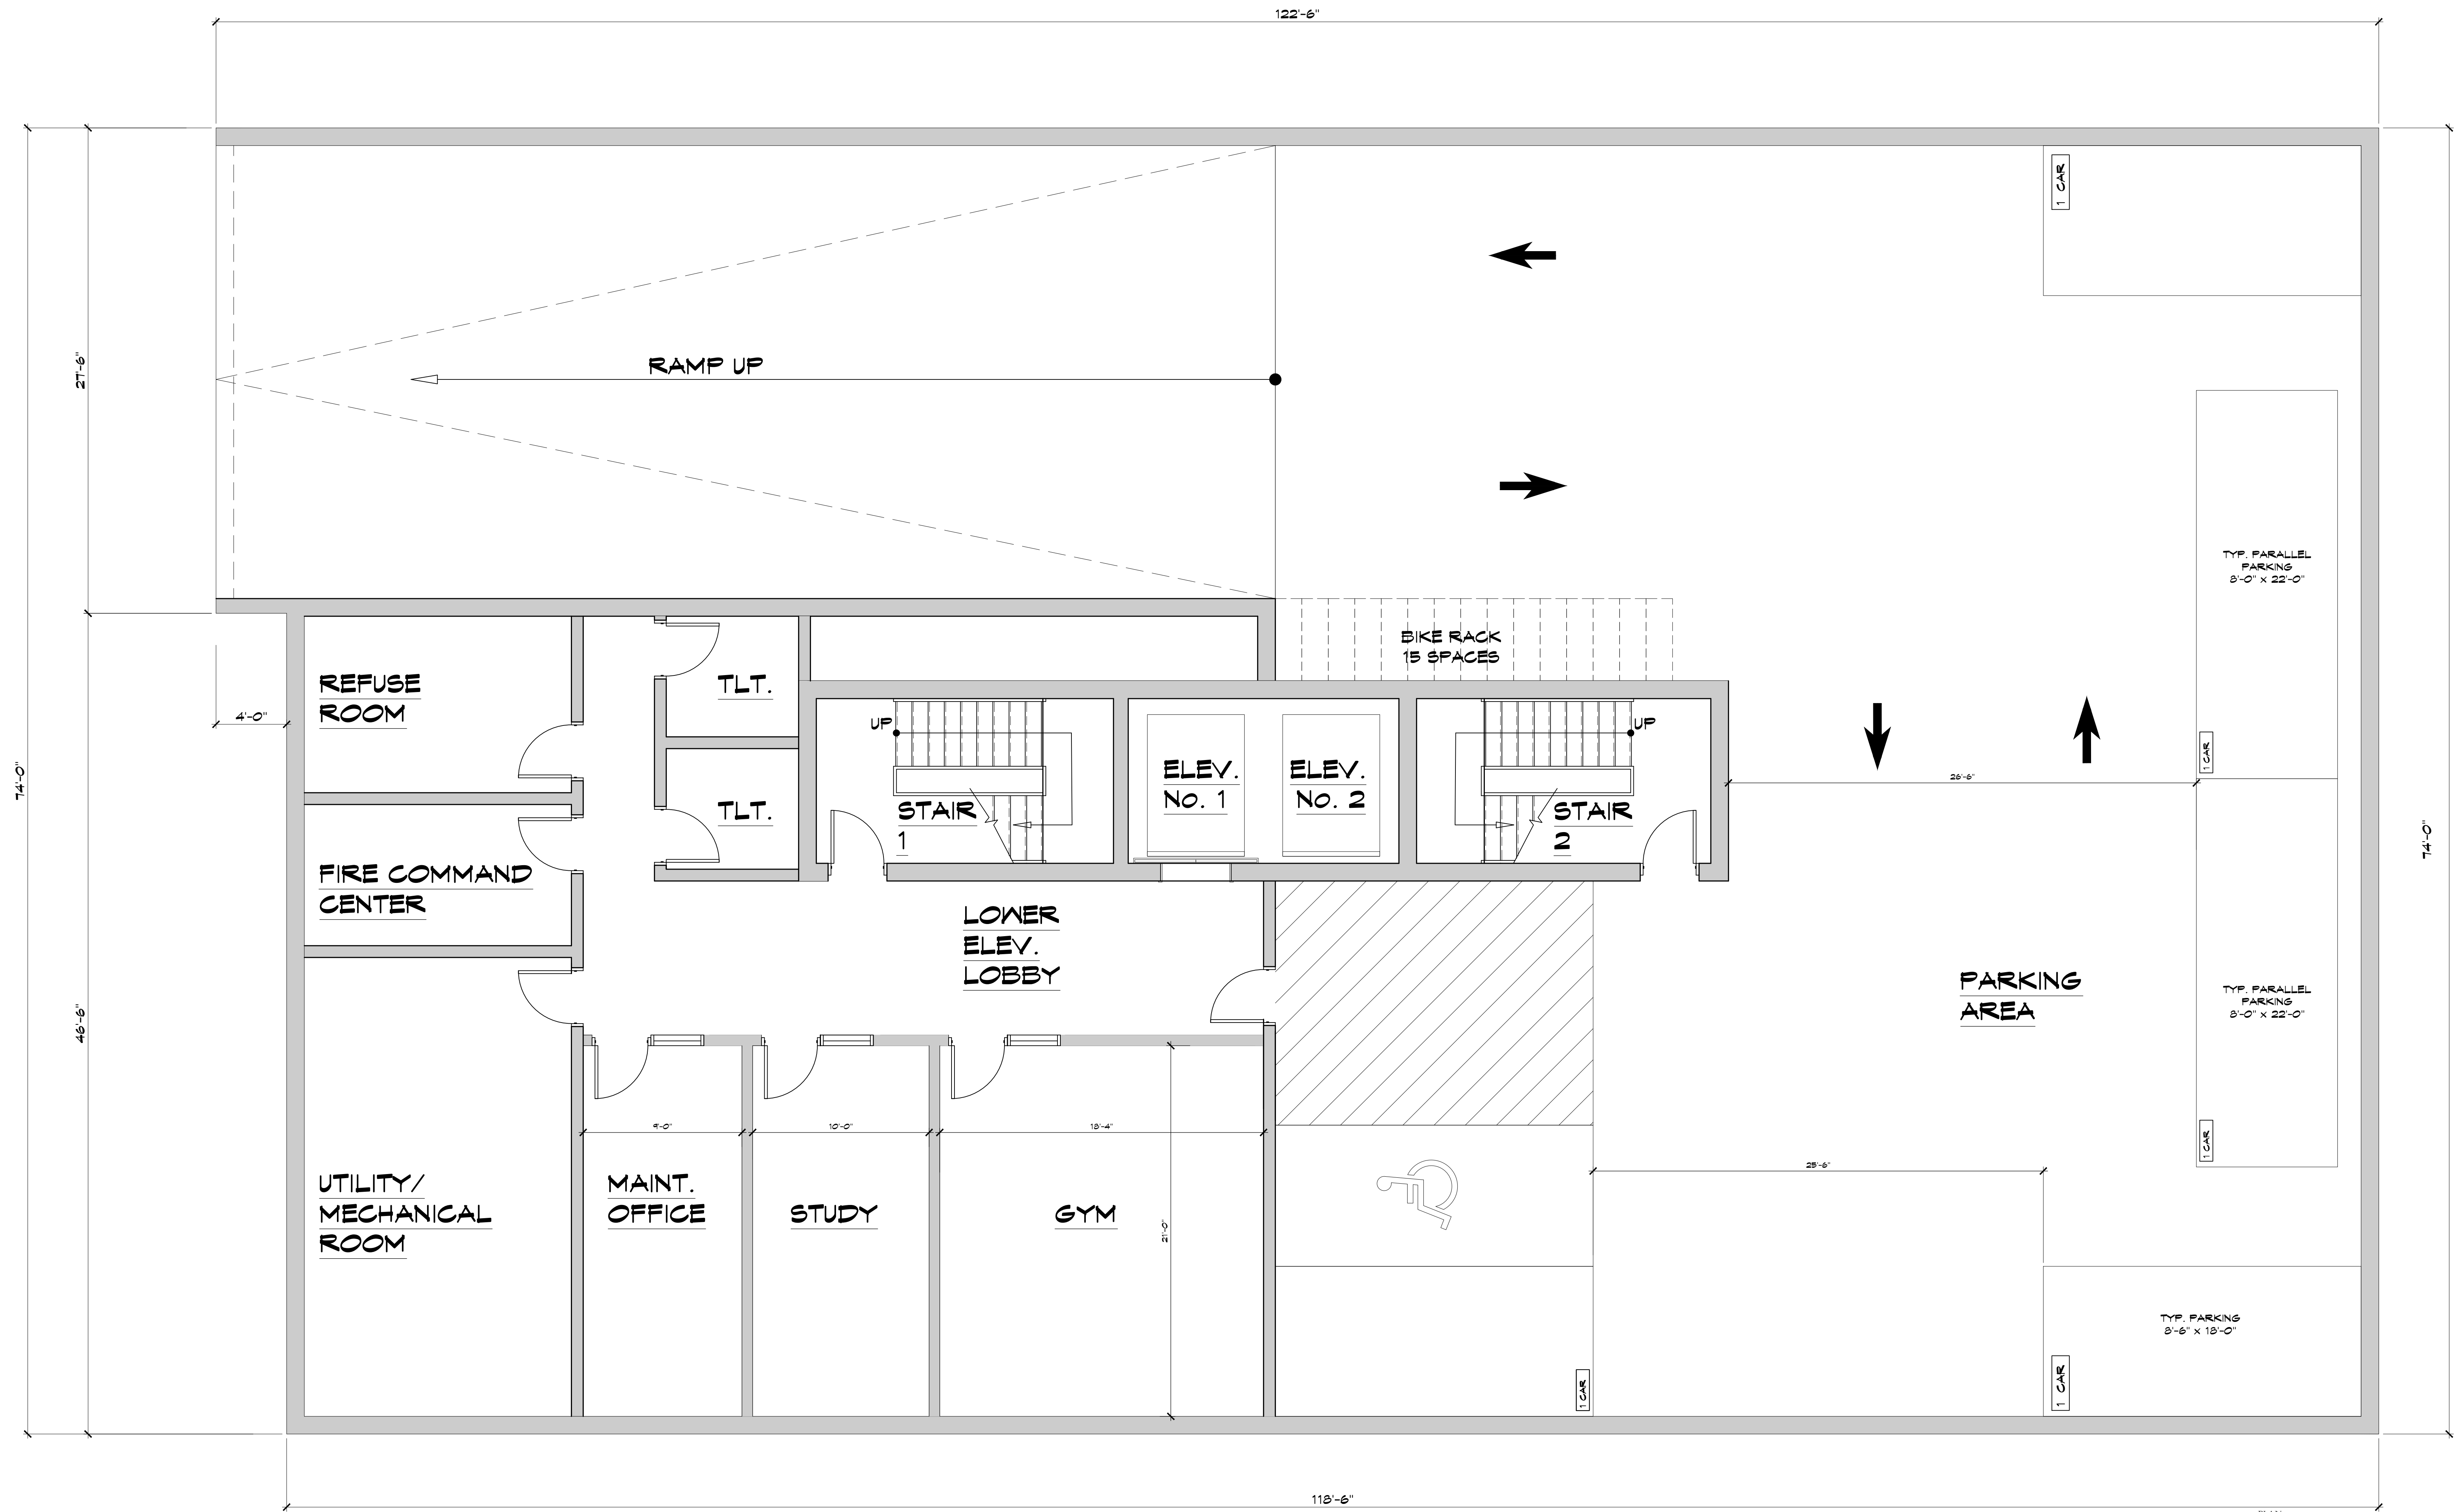 122'-6"
1 CAR
27'-6"
RAMP UP
TYP. PARALLEL
PARKING
8'-0" x 22'-0"
BIKE RACK
15 SPACES
REFUSE
ROOM
TLT.
4'-0"
UP
UP
1 CAR
74'-0"
ELEV.
No. 1
ELEV.
No. 2
26'-6"
TLT.
STAIR
1
STAIR
2
74'-0"
FIRE COMMAND
CENTER
LOWER
ELEV.
LOBBY
PARKING
AREA
TYP. PARALLEL
PARKING
8'-0" x 22'-0"
46'-6"
9'-0"
10'-0"
18'-4"
1 CAR
25'-6"
UTILITY/
MECHANICAL
ROOM
MAINT.
OFFICE
STUDY
GYM
21'-0"
TYP. PARKING
8'-6" x 18'-0"
1 CAR
1 CAR
118'-6"